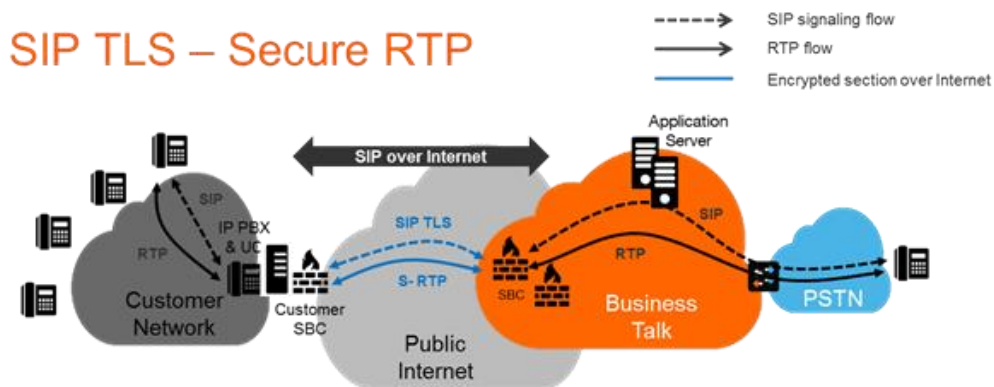 SIP TLS – Secure RTP
SIP signaling flow
RTP flow
Encrypted section over Internet
Application
Server
SIP over Internet
SIP
IP PBX
& UC
RTP
SIP TLS
S- RTP
SIP
RTP
Customer
Network
Customer
SBC
Public
Internet
SBC
Business
Talk
PSTN